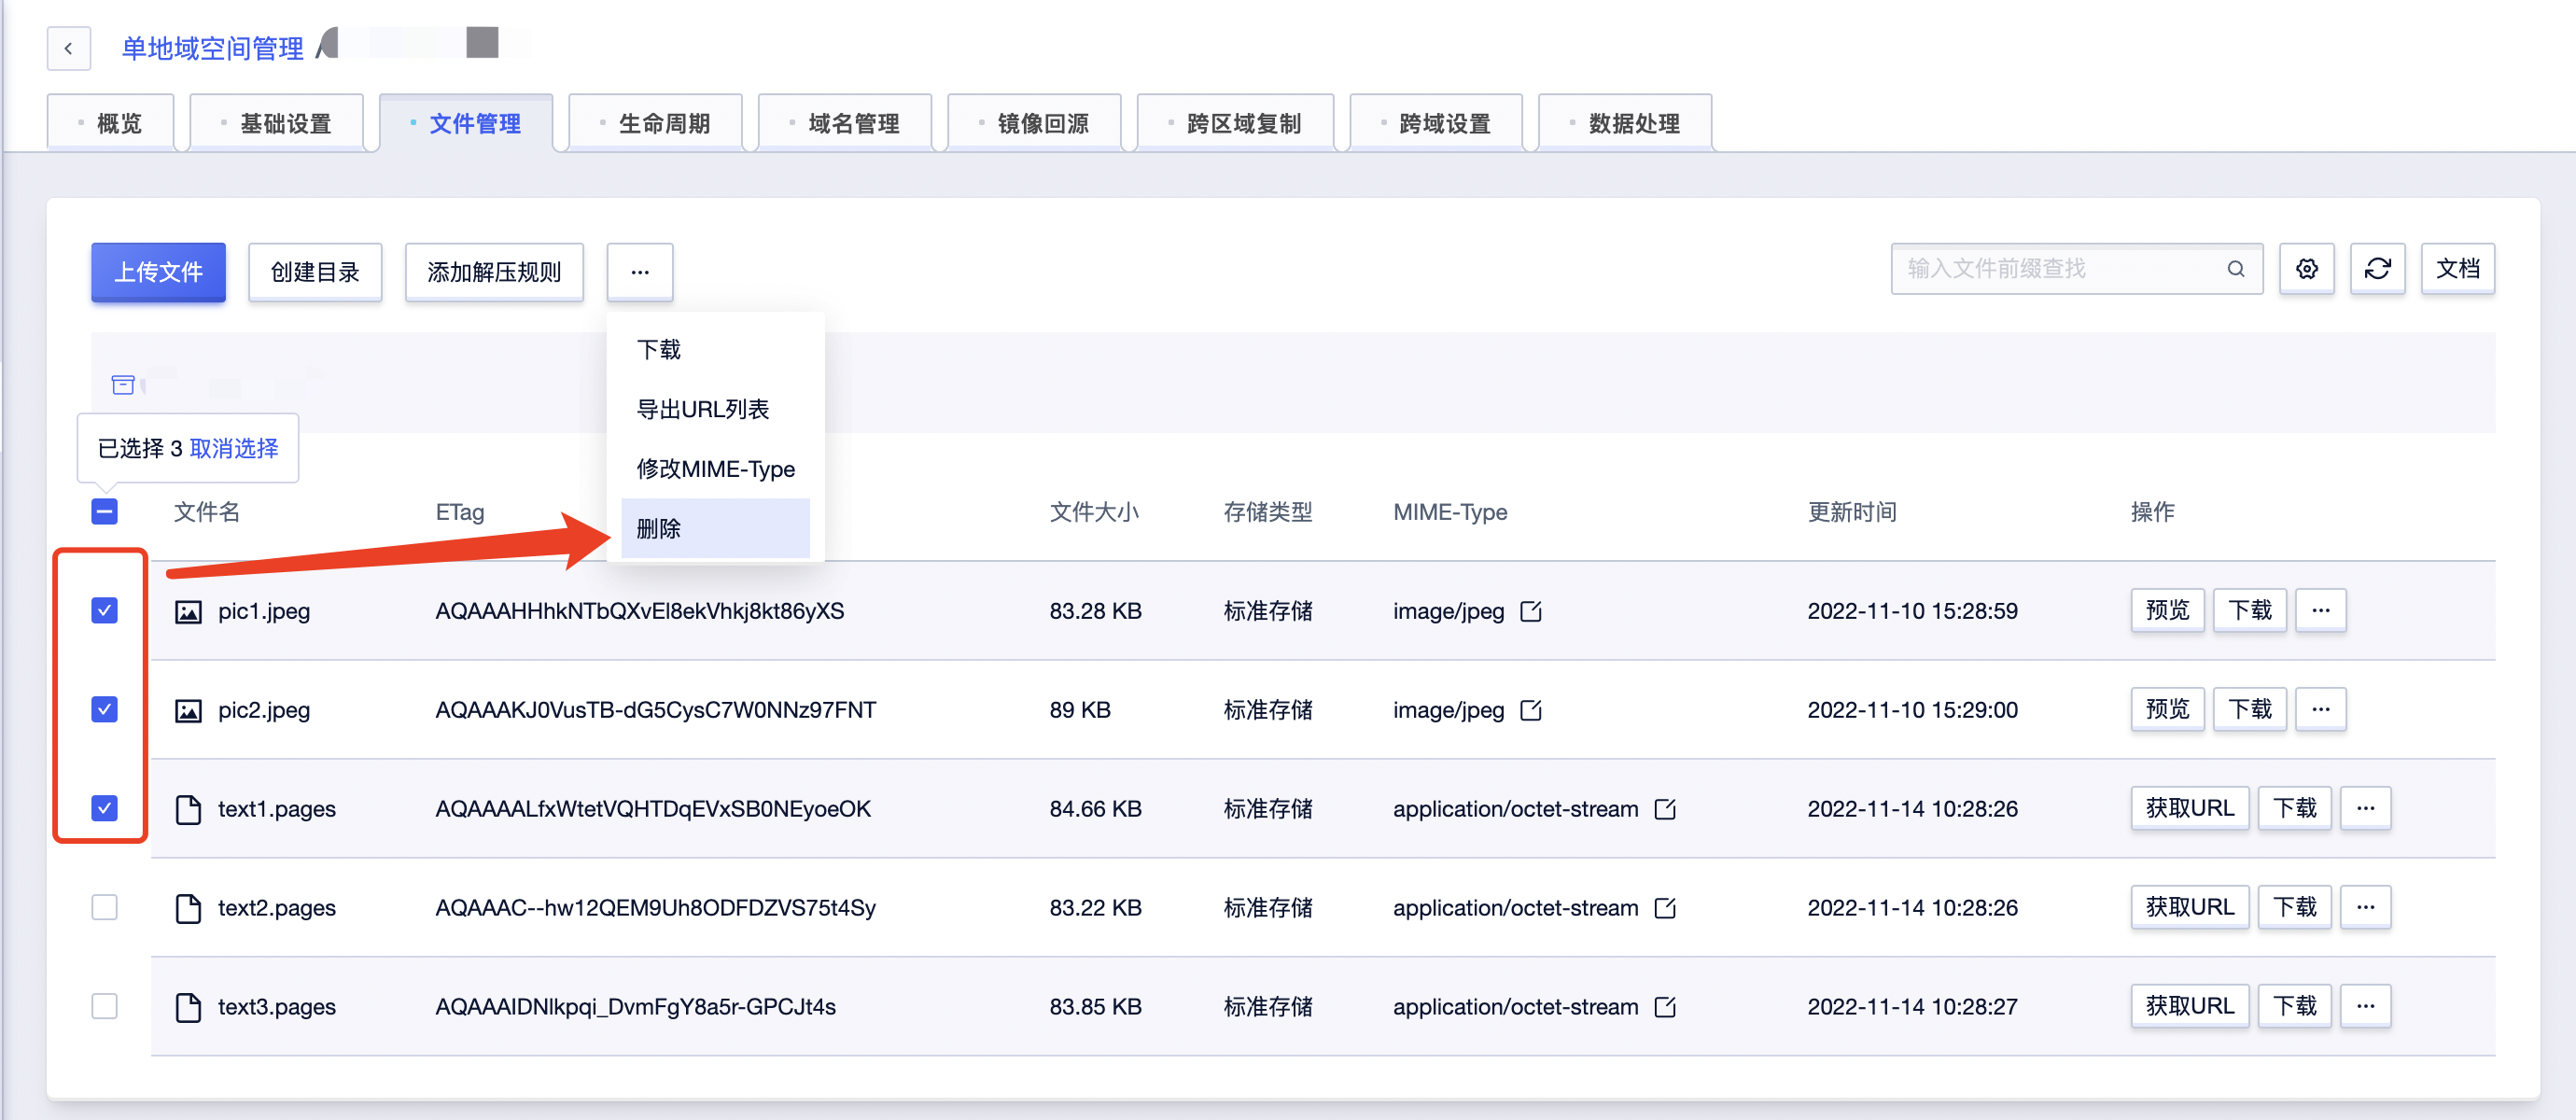 单地域空间管理
概览 基础设置 文件管理 生命周期 域名管理 镜像回源 跨区域复制 跨域设置 数据处理
上传文件 创建目录 添加解压规则 ··· 输入文件前缀查找 文档
下载
导出URL列表
修改MIME-Type
删除
已选择 3 取消选择
文件名 ETag 文件大小 存储类型 MIME-Type 更新时间 操作
pic1.jpeg AQAAAHHhkNTbQXvEl8ekVhkj8kt86yXS 83.28 KB 标准存储 image/jpeg 2022-11-10 15:28:59 预览 下载 ···
pic2.jpeg AQAAAKJ0VusTB-dG5CysC7W0NNz97FNT 89 KB 标准存储 image/jpeg 2022-11-10 15:29:00 预览 下载 ···
text1.pages AQAAAALfxWtetVQHTDqEVxSB0NEyoeOK 84.66 KB 标准存储 application/octet-stream 2022-11-14 10:28:26 获取URL 下载 ···
text2.pages AQAAAC--hw12QEM9Uh8ODFDZVS75t4Sy 83.22 KB 标准存储 application/octet-stream 2022-11-14 10:28:26 获取URL 下载 ···
text3.pages AQAAAIDNlkpqi_DvmFgY8a5r-GPCJt4s 83.85 KB 标准存储 application/octet-stream 2022-11-14 10:28:27 获取URL 下载 ···